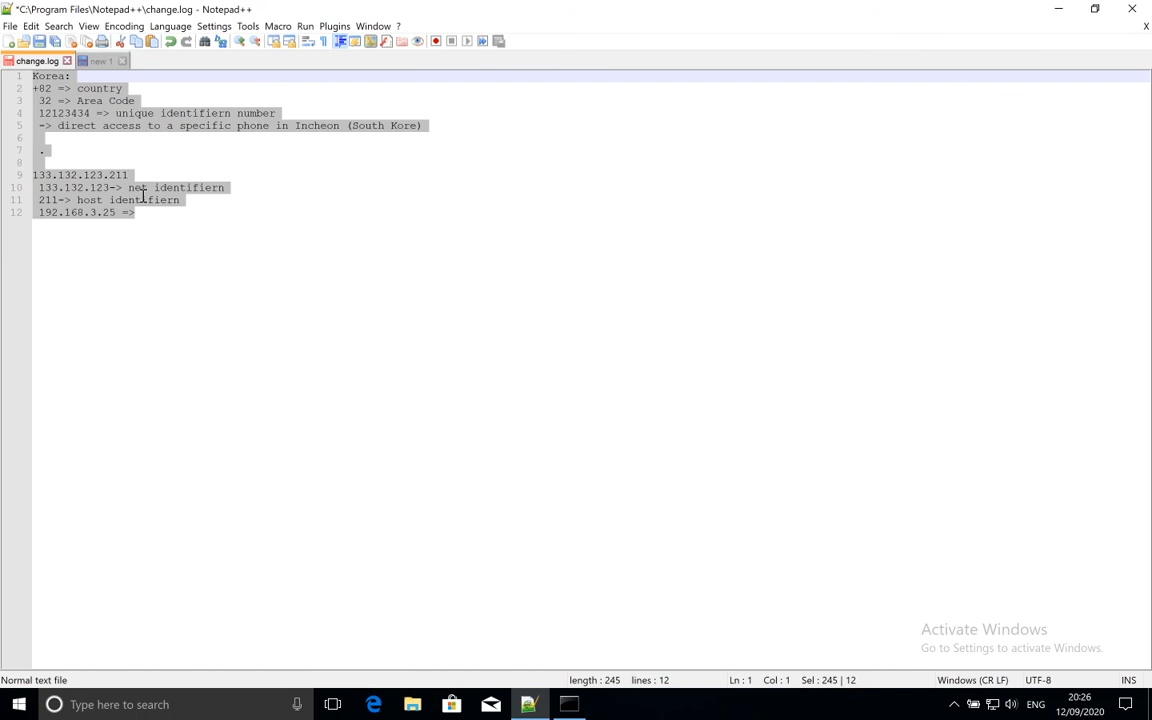 *C:\Program Files\Notepad++\change.log - Notepad++
File Edit Search View Encoding Language Settings Tools Macro Run Plugins Window ?
X
change.log new 1
1 Korea:
2 +82 => country
3 32 => Area Code
4 12123434 => unique identifiern number
5 -> direct access to a specific phone in Incheon (South Kore)
6
7 .
8
9 133.132.123.211
10 133.132.123-> net identifiern
11 211-> host identifiern
12 192.168.3.25 =>
Activate Windows
Go to Settings to activate Windows.
Normal text file length : 245 lines : 12 Ln : 1 Col : 1 Sel : 245 | 12 Windows (CR LF) UTF-8 INS
Type here to search ENG 20:26
12/09/2020